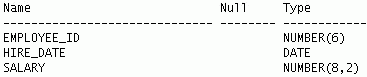 Name Null Type
------------------------------ -------- ------------
EMPLOYEE_ID NUMBER(6)
HIRE_DATE DATE
SALARY NUMBER(8,2)